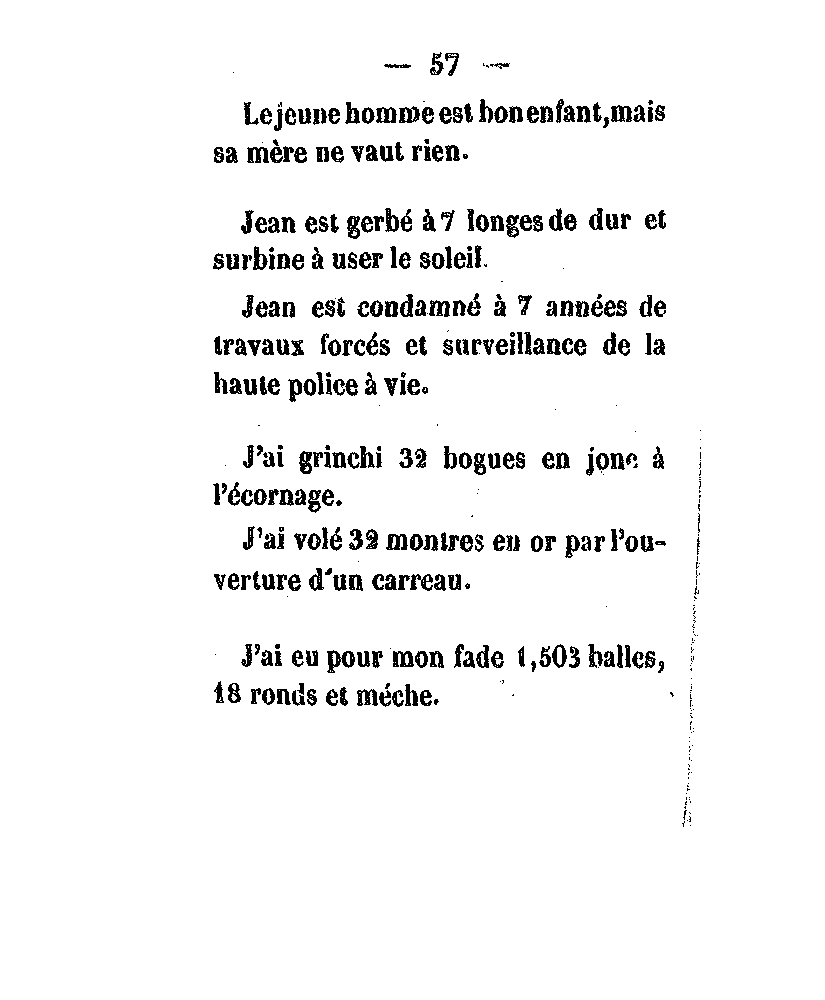 — 57 —
Le jeune homme est bon enfant, mais
sa mère ne vaut rien.
Jean est gerbé à 7 longes de dur et
surbine à user le soleil.
Jean est condamné à 7 années de
travaux forcés et surveillance de la
haute police à vie.
J'ai grinchi 32 bogues en jonc à
l'écornage.
J'ai volé 32 montres en or par l'ou-
verture d'un carreau.
J'ai eu pour mon fade 1,503 balles,
18 ronds et méche.